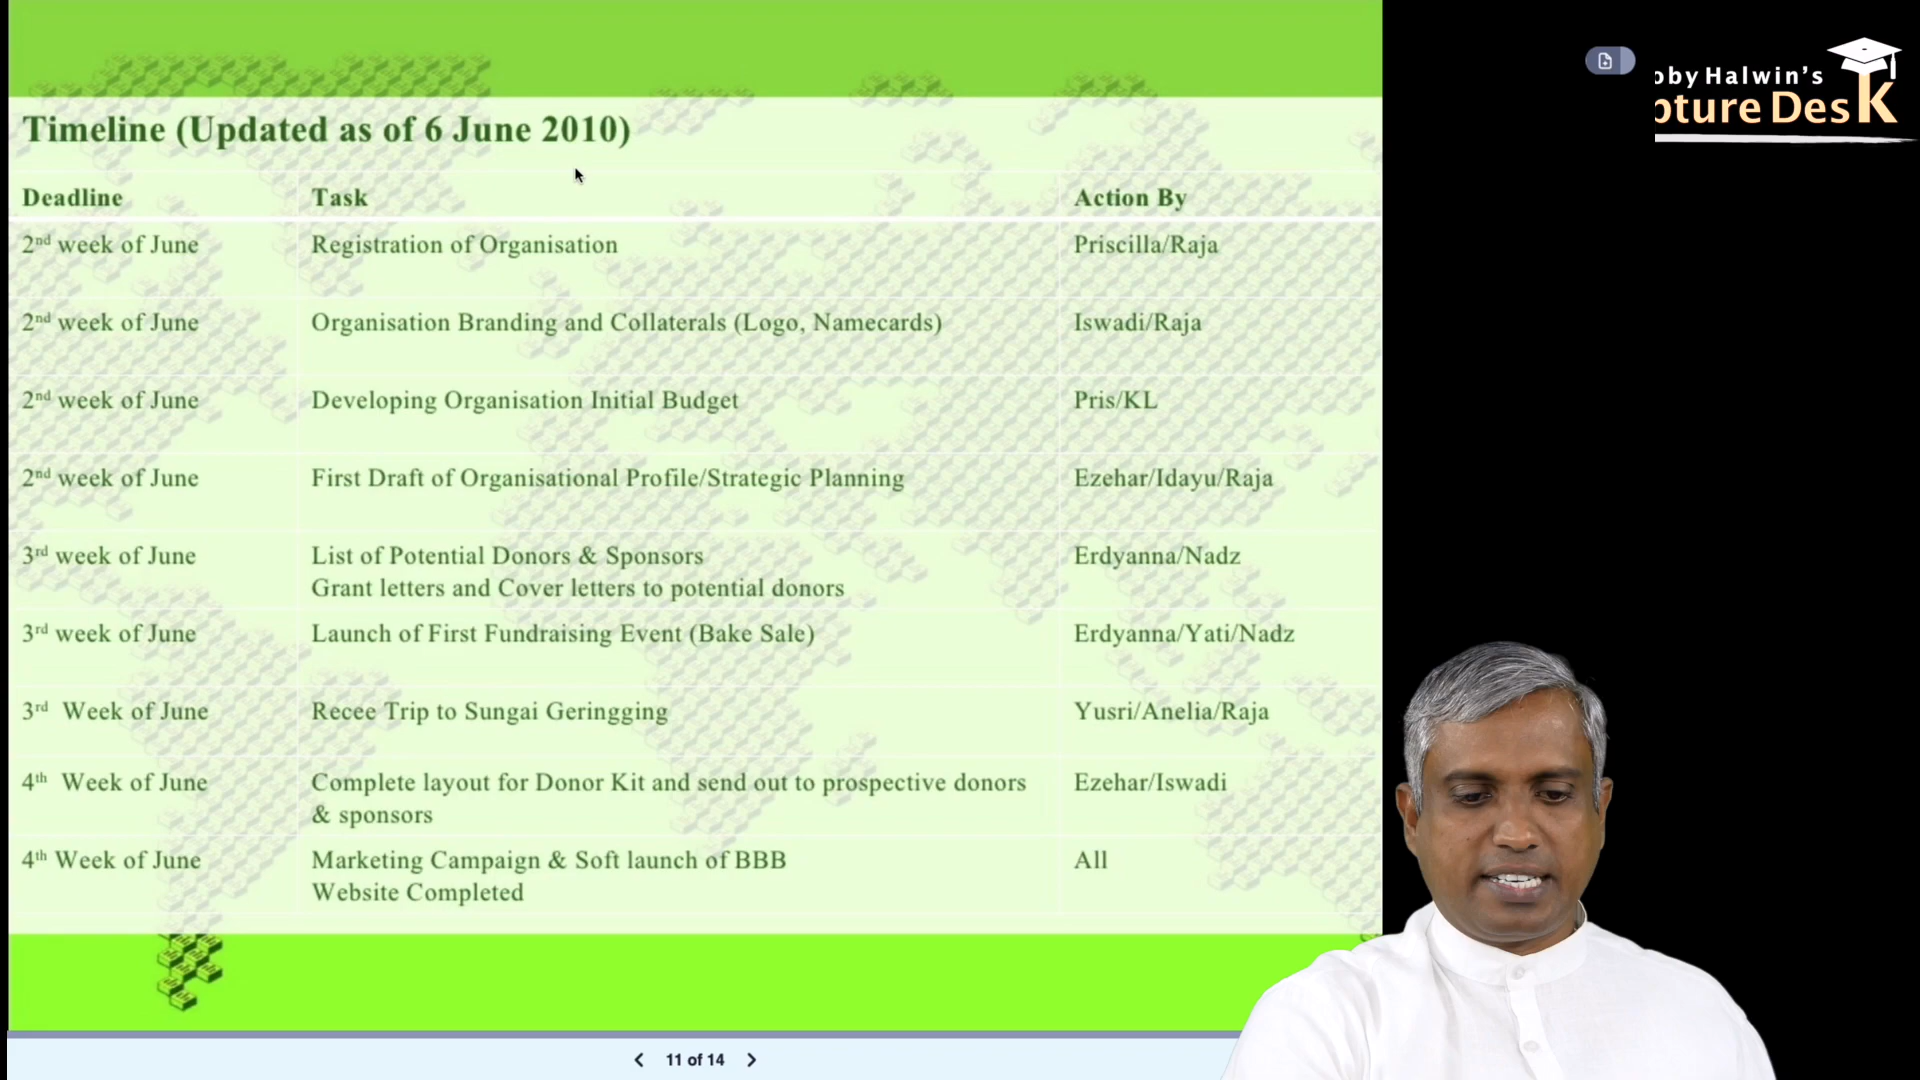 oby Halwin's
pture Desk
Timeline (Updated as of 6 June 2010)
Deadline Task Action By
2nd week of June Registration of Organisation Priscilla/Raja
2nd week of June Organisation Branding and Collaterals (Logo, Namecards) Iswadi/Raja
2nd week of June Developing Organisation Initial Budget Pris/KL
2nd week of June First Draft of Organisational Profile/Strategic Planning Ezehar/Idayu/Raja
3rd week of June List of Potential Donors & Sponsors Erdyanna/Nadz
Grant letters and Cover letters to potential donors
3rd week of June Launch of First Fundraising Event (Bake Sale) Erdyanna/Yati/Nadz
3rd Week of June Recee Trip to Sungai Geringging Yusri/Anelia/Raja
4th Week of June Complete layout for Donor Kit and send out to prospective donors Ezehar/Iswadi
& sponsors
4th Week of June Marketing Campaign & Soft launch of BBB All
Website Completed
11 of 14